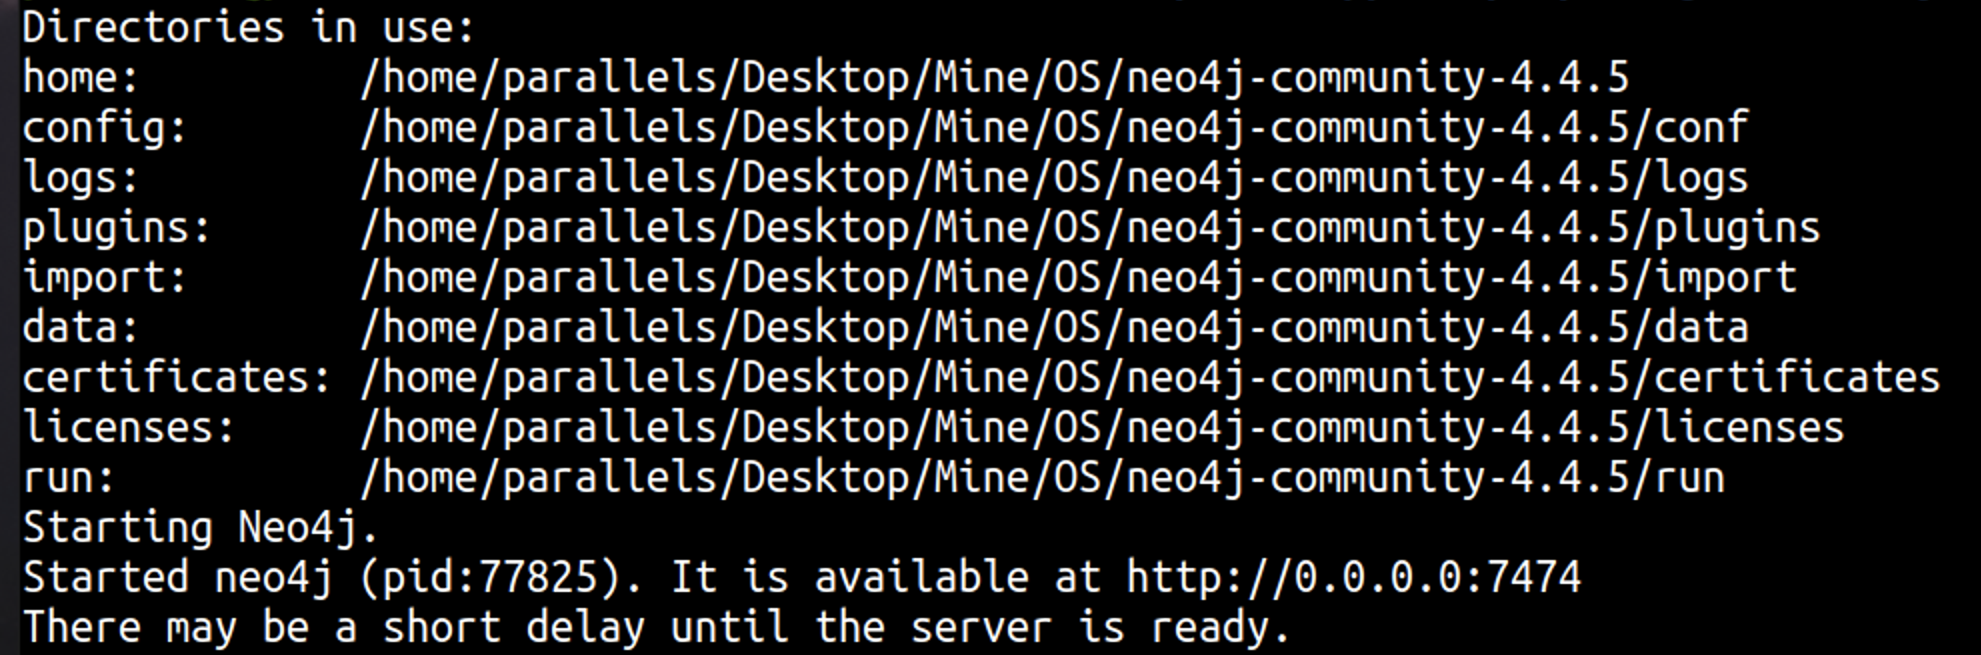 Directories in use:
home:         /home/parallels/Desktop/Mine/OS/neo4j-community-4.4.5
config:       /home/parallels/Desktop/Mine/OS/neo4j-community-4.4.5/conf
logs:         /home/parallels/Desktop/Mine/OS/neo4j-community-4.4.5/logs
plugins:      /home/parallels/Desktop/Mine/OS/neo4j-community-4.4.5/plugins
import:       /home/parallels/Desktop/Mine/OS/neo4j-community-4.4.5/import
data:         /home/parallels/Desktop/Mine/OS/neo4j-community-4.4.5/data
certificates: /home/parallels/Desktop/Mine/OS/neo4j-community-4.4.5/certificates
licenses:     /home/parallels/Desktop/Mine/OS/neo4j-community-4.4.5/licenses
run:          /home/parallels/Desktop/Mine/OS/neo4j-community-4.4.5/run
Starting Neo4j.
Started neo4j (pid:77825). It is available at http://0.0.0.0:7474
There may be a short delay until the server is ready.